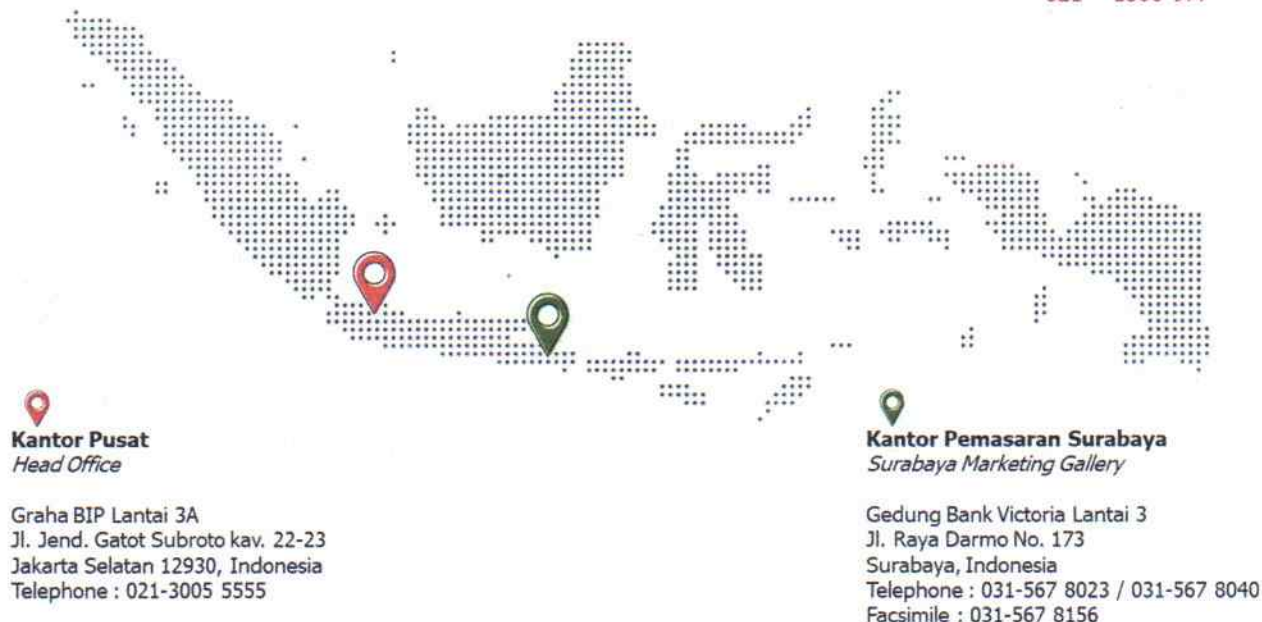 Kantor Pusat
Head Office
Graha BIP Lantai 3A
Jl. Jend. Gatot Subroto kav. 22-23
Jakarta Selatan 12930, Indonesia
Telephone : 021-3005 5555
Kantor Pemasaran Surabaya
Surabaya Marketing Gallery
Gedung Bank Victoria Lantai 3
Jl. Raya Darmo No. 173
Surabaya, Indonesia
Telephone : 031-567 8023 / 031-567 8040
Facsimile : 031-567 8156